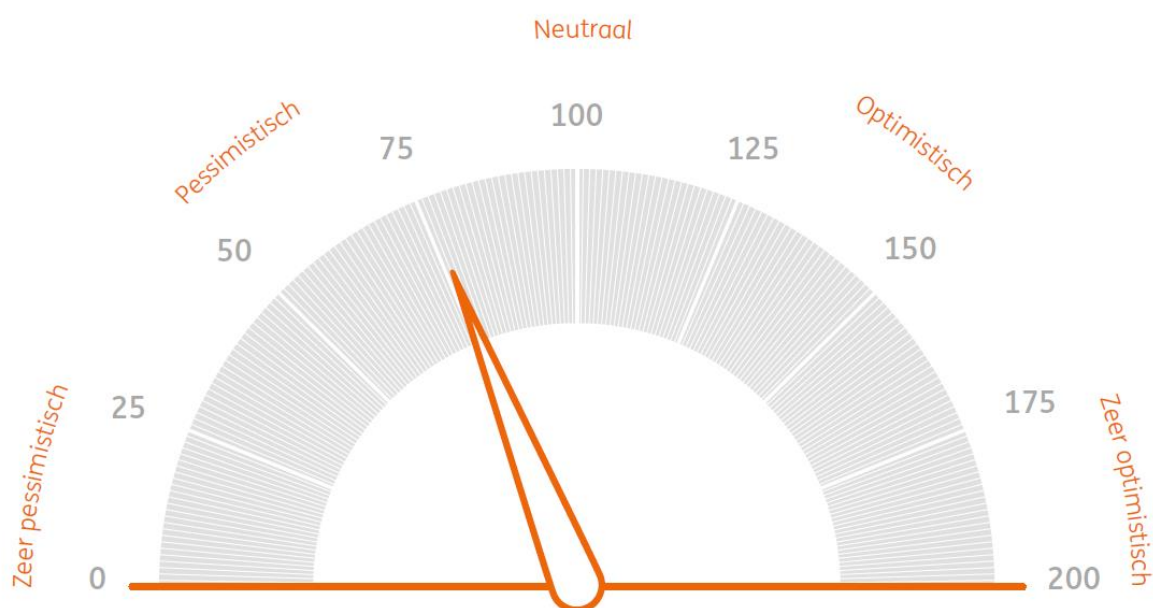 Neutraal
Pessimistisch
Optimistisch
Zeer pessimistisch
Zeer optimistisch
0
25
50
75
100
125
150
175
200